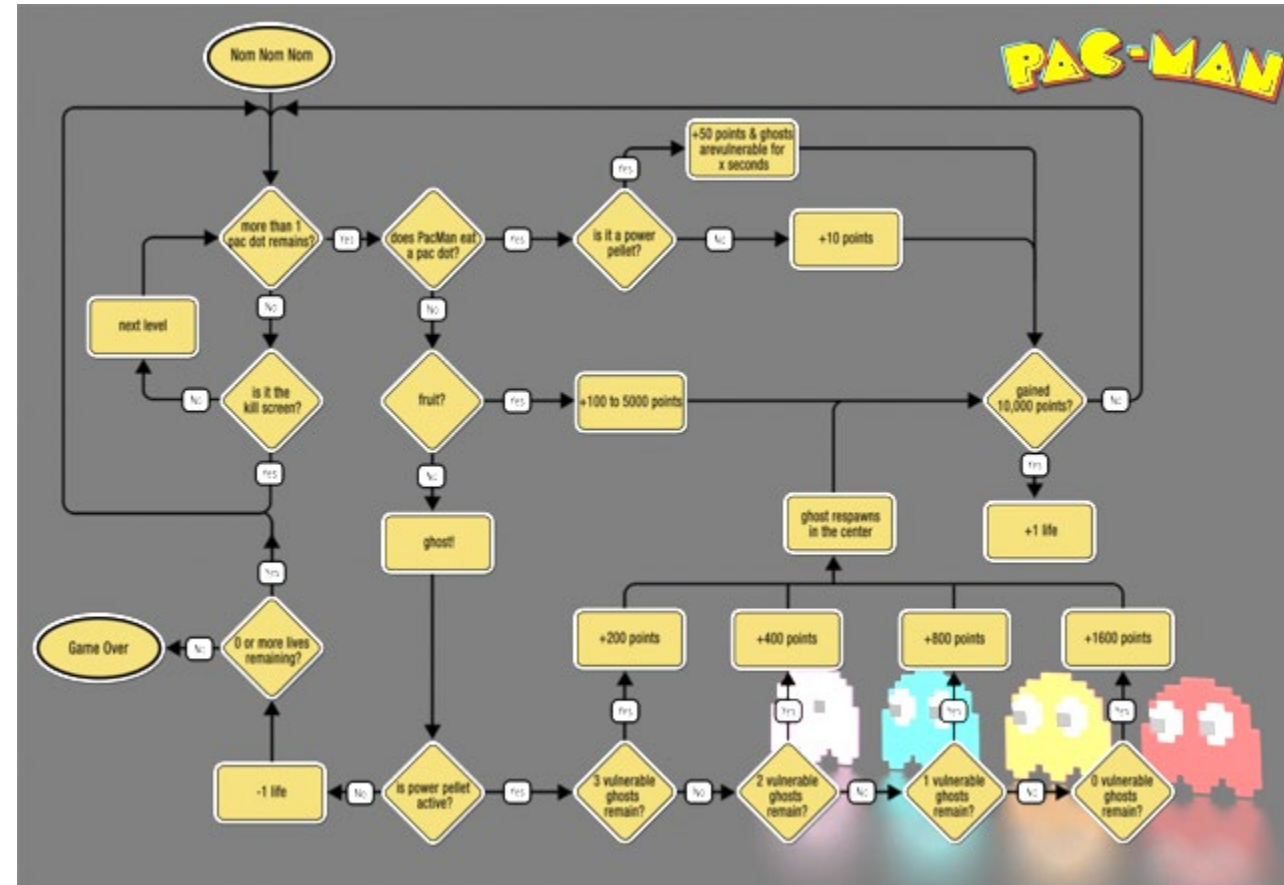 Nom Nom Nom
PAC-MAN
+50 points & ghosts
arevulnerable for
x seconds
Yes
more than 1
pac dot remains?
Yes
does PacMan eat
a pac dot?
Yes
is it a power
pellet?
No
+10 points
No
No
next level
is it the
kill screen?
No
fruit?
Yes
+100 to 5000 points
gained
10,000 points?
No
Yes
No
Yes
+1 life
ghost!
ghost respawns
in the center
Yes
Game Over
No
0 or more lives
remaining?
+200 points
+400 points
+800 points
+1600 points
Yes
Yes
Yes
Yes
-1 life
No
is power pellet
active?
Yes
3 vulnerable
ghosts
remain?
No
2 vulnerable
ghosts
remain?
No
1 vulnerable
ghosts
remain?
No
0 vulnerable
ghosts
remain?